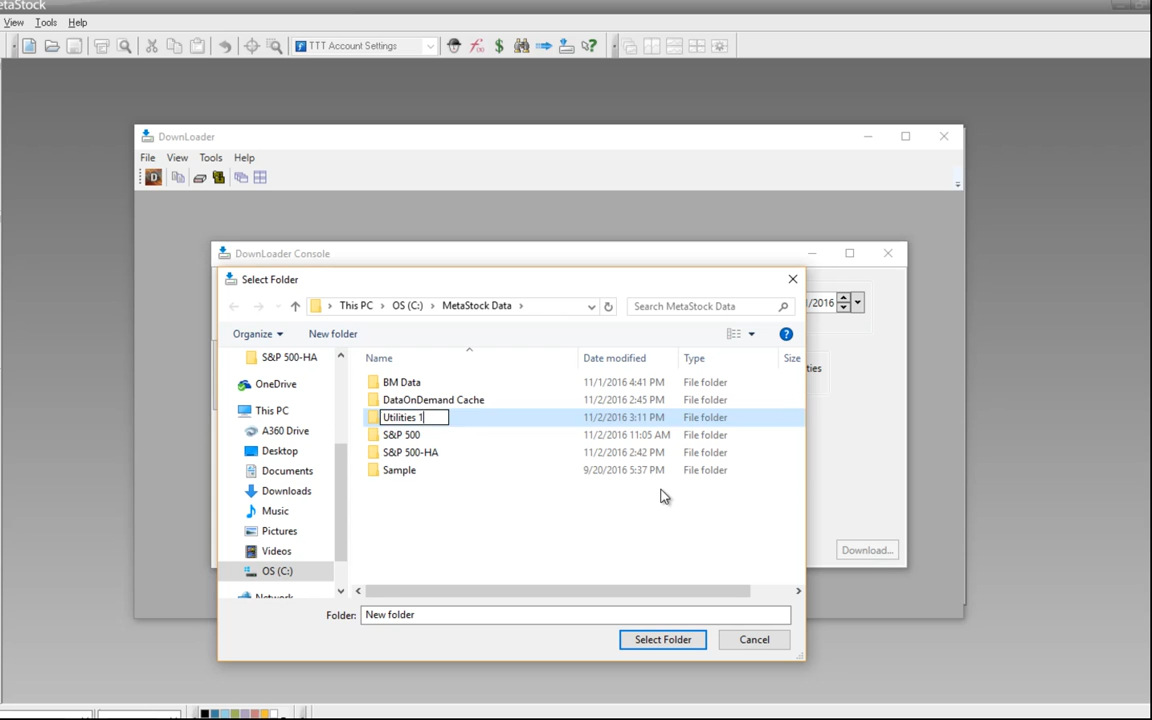 etaStock
View Tools Help
TTT Account Settings
DownLoader
File View Tools Help
DownLoader Console
Select Folder
This PC OS (C:) MetaStock Data
Search MetaStock Data
/2016
Organize New folder
Name Date modified Type Size
S&P 500-HA
OneDrive
This PC
A360 Drive
Desktop
Documents
Downloads
Music
Pictures
Videos
OS (C:)
Network
BM Data 11/1/2016 4:41 PM File folder
DataOnDemand Cache 11/2/2016 2:45 PM File folder
Utilities 1 11/2/2016 3:11 PM File folder
S&P 500 11/2/2016 11:05 AM File folder
S&P 500-HA 11/2/2016 2:42 PM File folder
Sample 9/20/2016 5:37 PM File folder
ties
Download...
Folder: New folder
Select Folder Cancel